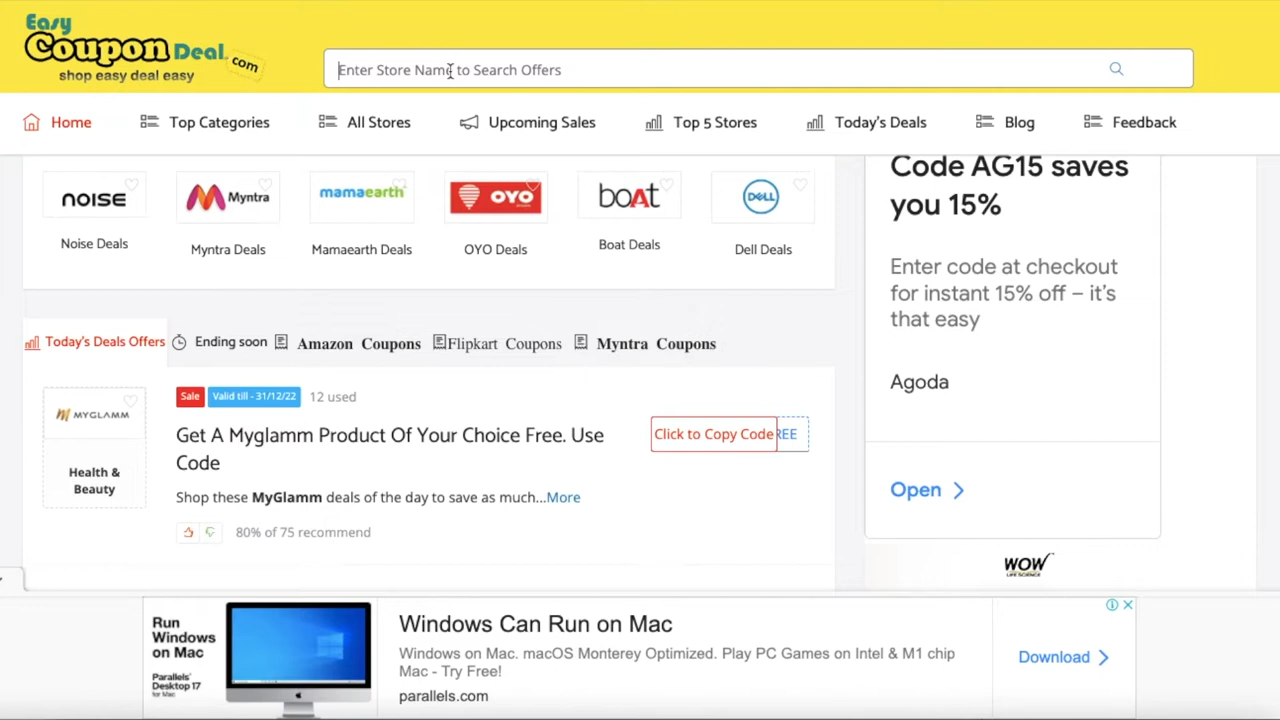 Easy
Coupon Deal .com
shop easy deal easy
Enter Store Name to Search Offers
Home
Top Categories
All Stores
Upcoming Sales
Top 5 Stores
Today's Deals
Blog
Feedback
NOISE
Myntra
mamaearth
OYO
boAt
DELL
Noise Deals
Myntra Deals
Mamaearth Deals
OYO Deals
Boat Deals
Dell Deals
Code AG15 saves
you 15%
Enter code at checkout
for instant 15% off – it's
that easy
Agoda
Open
Today's Deals Offers
Ending soon
Amazon Coupons
Flipkart Coupons
Myntra Coupons
MYGLAMM
Health &
Beauty
Sale
Valid till - 31/12/22
12 used
Get A Myglamm Product Of Your Choice Free. Use
Code
Click to Copy Code
REE
Shop these MyGlamm deals of the day to save as much...More
80% of 75 recommend
WOW
LIFE SCIENCE
Run
Windows
on Mac
Parallels®
Desktop 17
for Mac
Windows Can Run on Mac
Windows on Mac. macOS Monterey Optimized. Play PC Games on Intel & M1 chip
Mac - Try Free!
parallels.com
Download